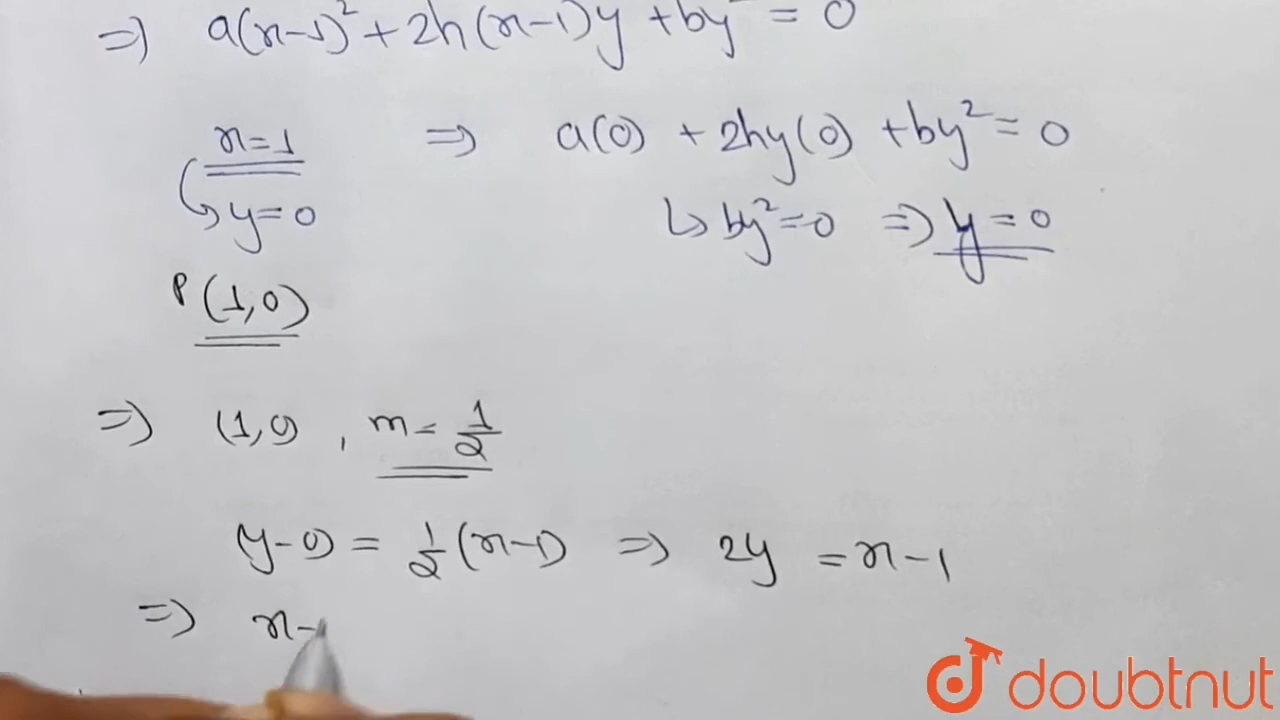 => a(x-1)² + 2h(x-1)y + by² = 0
x=1 => a(0) + 2hy(0) + by² = 0
↳ y=0 ↳ by²=0 => y=0
P (1,0)
=> (1,0) , m = 1/2
(y-0) = 1/2 (x-1) => 2y = x-1
=> x-
doubtnut